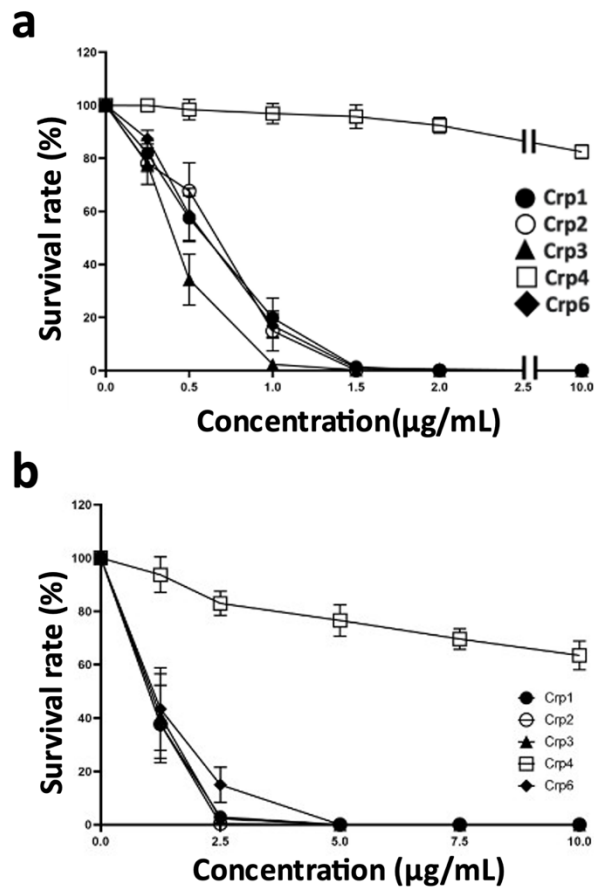 a
120
100
80
60
40
20
0
Survival rate (%)
Crp1
Crp2
Crp3
Crp4
Crp6
0.0 0.5 1.0 1.5 2.0 2.5 10.0
Concentration(µg/mL)
b
120
100
80
60
40
20
0
Survival rate (%)
Crp1
Crp2
Crp3
Crp4
Crp6
0.0 2.5 5.0 7.5 10.0
Concentration (µg/mL)